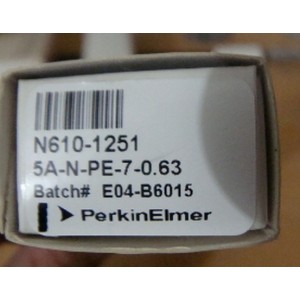 N610-1251
5A-N-PE-7-0.63
Batch# E04-B6015
PerkinElmer